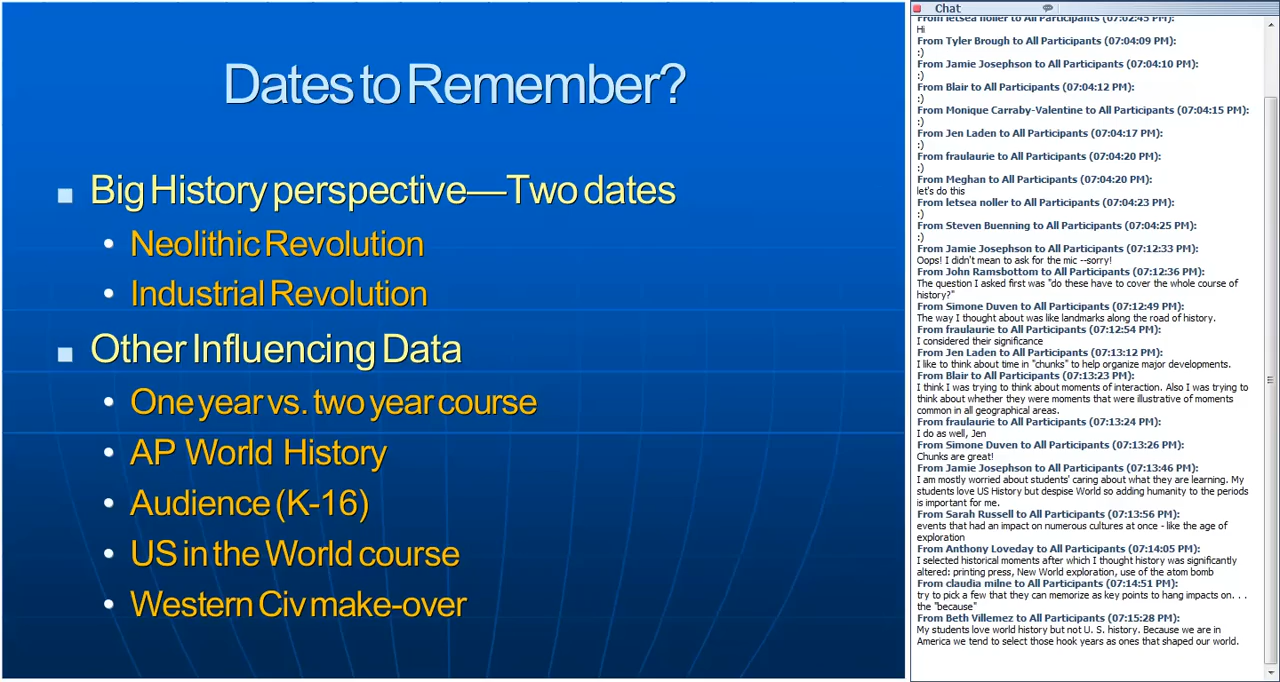 Dates to Remember?
Big History perspective—Two dates
Neolithic Revolution
Industrial Revolution
Other Influencing Data
One year vs. two year course
AP World History
Audience (K-16)
US in the World course
Western Civ make-over
Chat
From letsea noller to All Participants (07:02:45 PM):
Hi
From Tyler Brough to All Participants (07:04:09 PM):
:)
From Jamie Josephson to All Participants (07:04:10 PM):
:)
From Blair to All Participants (07:04:12 PM):
:)
From Monique Carraby-Valentine to All Participants (07:04:15 PM):
:)
From Jen Laden to All Participants (07:04:17 PM):
:)
From fraulaurie to All Participants (07:04:20 PM):
:)
From Meghan to All Participants (07:04:20 PM):
let's do this
From letsea noller to All Participants (07:04:23 PM):
:)
From Steven Buenning to All Participants (07:04:25 PM):
:)
From Jamie Josephson to All Participants (07:12:33 PM):
Oops! I didn't mean to ask for the mic --sorry!
From John Ramsbottom to All Participants (07:12:36 PM):
The question I asked first was "do these have to cover the whole course of
history?"
From Simone Duven to All Participants (07:12:49 PM):
The way I thought about was like landmarks along the road of history.
From fraulaurie to All Participants (07:12:54 PM):
I considered their significance
From Jen Laden to All Participants (07:13:12 PM):
I like to think about time in "chunks" to help organize major developments.
From Blair to All Participants (07:13:23 PM):
I think I was trying to think about moments of interaction. Also I was trying to
think about whether they were moments that were illustrative of moments
common in all geographical areas.
From fraulaurie to All Participants (07:13:24 PM):
I do as well, Jen
From Simone Duven to All Participants (07:13:26 PM):
Chunks are great!
From Jamie Josephson to All Participants (07:13:46 PM):
I am mostly worried about students' caring about what they are learning. My
students love US History but despise World so adding humanity to the periods
is important for me.
From Sarah Russell to All Participants (07:13:56 PM):
events that had an impact on numerous cultures at once - like the age of
exploration
From Anthony Loveday to All Participants (07:14:05 PM):
I selected historical moments after which I thought history was significantly
altered: printing press, New World exploration, use of the atom bomb
From claudia milne to All Participants (07:14:51 PM):
try to pick a few that they can memorize as key points to hang impacts on. . .
the "because"
From Beth Villemez to All Participants (07:15:28 PM):
My students love world history but not U. S. history. Because we are in
America we tend to select those hook years as ones that shaped our world.